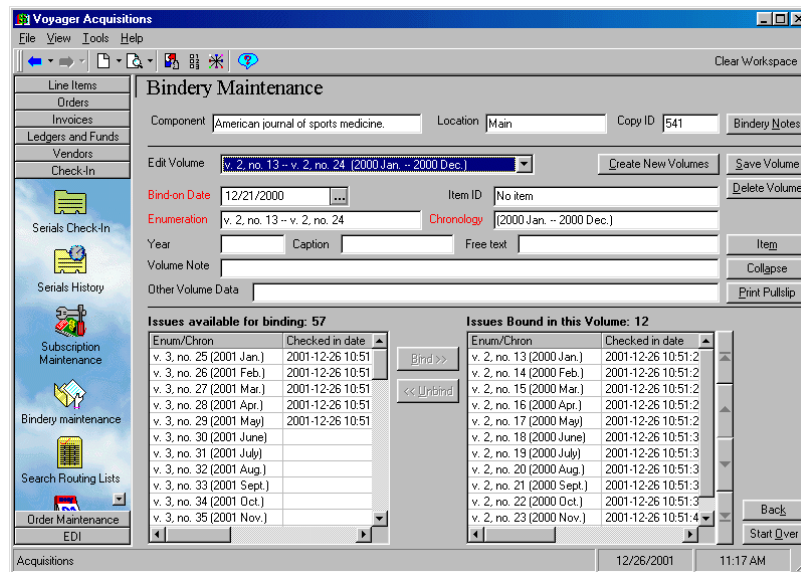 Voyager Acquisitions
File View Tools Help
Clear Workspace
Line Items
Orders
Invoices
Ledgers and Funds
Vendors
Check-In
Serials Check-In
Serials History
Subscription
Maintenance
Bindery maintenance
Search Routing Lists
Order Maintenance
EDI
Bindery Maintenance
Component American journal of sports medicine. Location Main Copy ID 541 Bindery Notes
Edit Volume v. 2, no. 13 -- v. 2, no. 24 (2000 Jan. -- 2000 Dec.) Create New Volumes Save Volume
Bind-on Date 12/21/2000 ... Item ID No item Delete Volume
Enumeration v. 2, no. 13 -- v. 2, no. 24 Chronology (2000 Jan. -- 2000 Dec.)
Year Caption Free text Item
Volume Note Collapse
Other Volume Data Print Pullslip
Issues available for binding: 57
Enum/Chron Checked in date
v. 3, no. 25 (2001 Jan.) 2001-12-26 10:51
v. 3, no. 26 (2001 Feb.) 2001-12-26 10:51
v. 3, no. 27 (2001 Mar.) 2001-12-26 10:51
v. 3, no. 28 (2001 Apr.) 2001-12-26 10:51
v. 3, no. 29 (2001 May) 2001-12-26 10:51
v. 3, no. 30 (2001 June)
v. 3, no. 31 (2001 July)
v. 3, no. 32 (2001 Aug.)
v. 3, no. 33 (2001 Sept.)
v. 3, no. 34 (2001 Oct.)
v. 3, no. 35 (2001 Nov.)
Bind >>
<< Unbind
Issues Bound in this Volume: 12
Enum/Chron Checked in date
v. 2, no. 13 (2000 Jan.) 2001-12-26 10:51:2
v. 2, no. 14 (2000 Feb.) 2001-12-26 10:51:2
v. 2, no. 15 (2000 Mar.) 2001-12-26 10:51:2
v. 2, no. 16 (2000 Apr.) 2001-12-26 10:51:2
v. 2, no. 17 (2000 May) 2001-12-26 10:51:2
v. 2, no. 18 (2000 June) 2001-12-26 10:51:3
v. 2, no. 19 (2000 July) 2001-12-26 10:51:3
v. 2, no. 20 (2000 Aug.) 2001-12-26 10:51:3
v. 2, no. 21 (2000 Sept.) 2001-12-26 10:51:3
v. 2, no. 22 (2000 Oct.) 2001-12-26 10:51:3
v. 2, no. 23 (2000 Nov.) 2001-12-26 10:51:4
Back
Start Over
Acquisitions 12/26/2001 11:17 AM